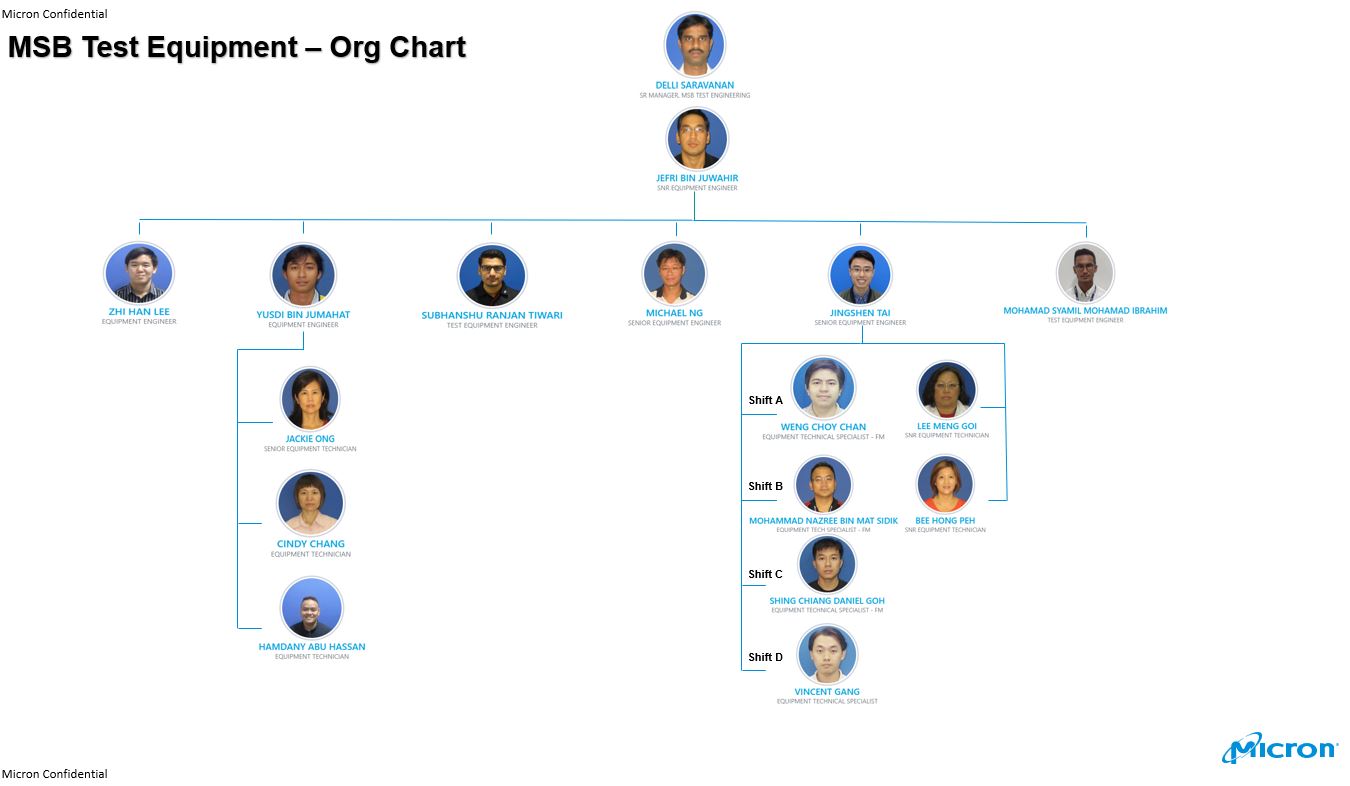 Micron Confidential
MSB Test Equipment – Org Chart
DELLI SARAVANAN
SR MANAGER, MSB TEST ENGINEERING
JEFRI BIN JUWAHIR
SNR EQUIPMENT ENGINEER
ZHI HAN LEE
EQUIPMENT ENGINEER
YUSDI BIN JUMAHAT
EQUIPMENT ENGINEER
SUBHANSHU RANJAN TIWARI
TEST EQUIPMENT ENGINEER
MICHAEL NG
SENIOR EQUIPMENT ENGINEER
JINGSHEN TAI
SENIOR EQUIPMENT ENGINEER
MOHAMAD SYAMIL MOHAMAD IBRAHIM
TEST EQUIPMENT ENGINEER
JACKIE ONG
SENIOR EQUIPMENT TECHNICIAN
CINDY CHANG
EQUIPMENT TECHNICIAN
HAMDANY ABU HASSAN
EQUIPMENT TECHNICIAN
Shift A
WENG CHOY CHAN
EQUIPMENT TECHNICAL SPECIALIST - FM
LEE MENG GOI
SNR EQUIPMENT TECHNICIAN
Shift B
MOHAMMAD NAZREE BIN MAT SIDIK
EQUIPMENT TECH SPECIALIST - FM
BEE HONG PEH
SNR EQUIPMENT TECHNICIAN
Shift C
SHING CHIANG DANIEL GOH
EQUIPMENT TECHNICAL SPECIALIST - FM
Shift D
VINCENT GANG
EQUIPMENT TECHNICAL SPECIALIST
Micron
Micron Confidential